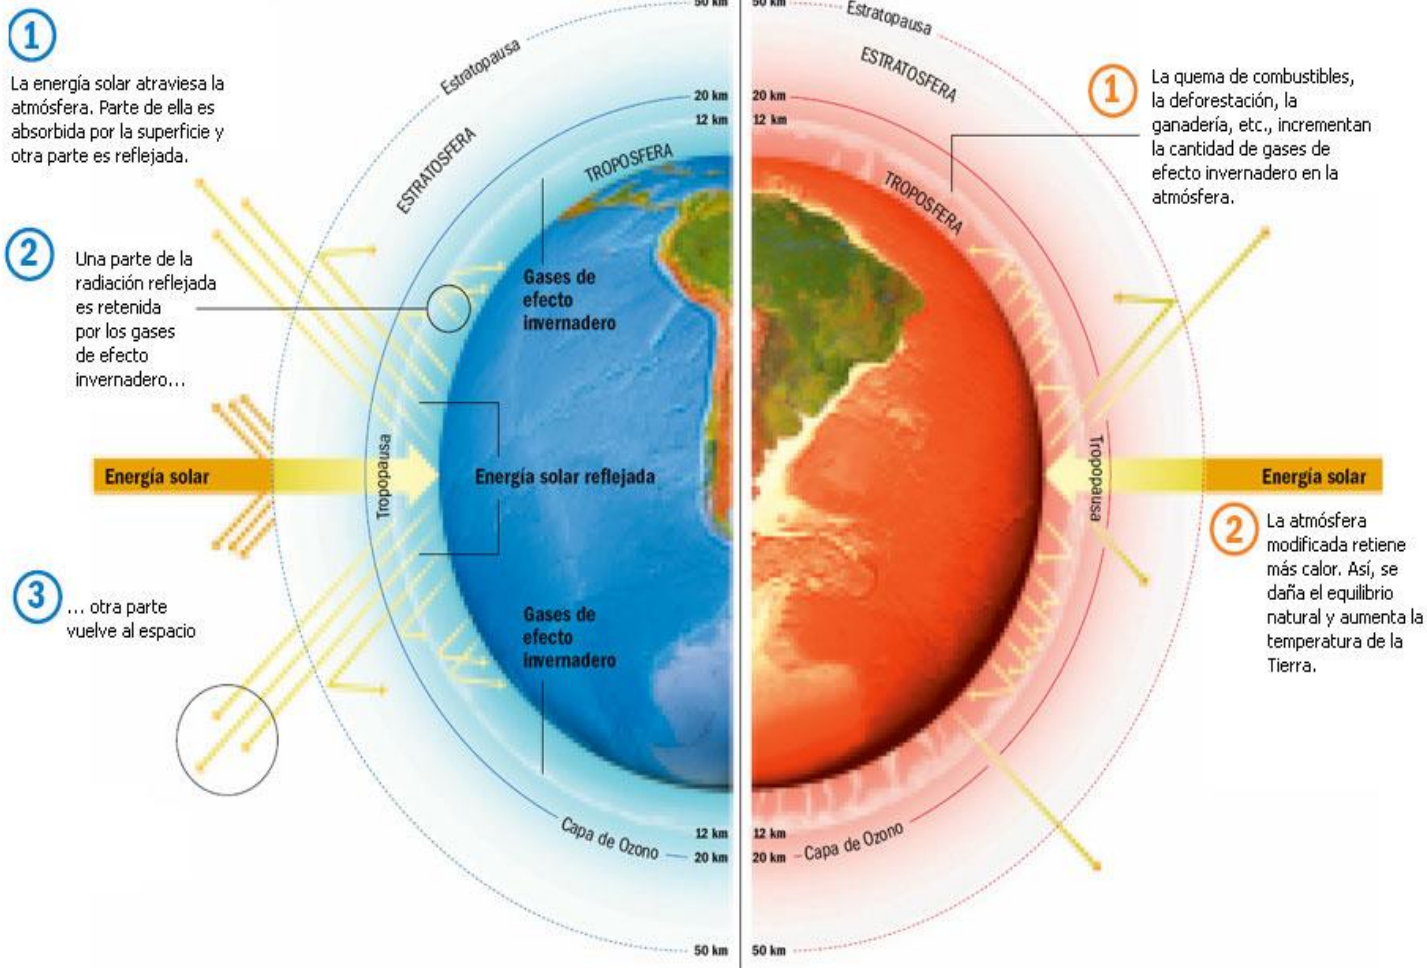 50 km
Estratopausa
ESTRATOSFERA
20 km
12 km
TROPOSFERA
1
La energía solar atraviesa la
atmósfera. Parte de ella es
absorbida por la superficie y
otra parte es reflejada.
2
Una parte de la
radiación reflejada
es retenida
por los gases
de efecto
invernadero...
Gases de
efecto
invernadero
Tropopausa
Energía solar
Energía solar reflejada
3
... otra parte
vuelve al espacio
Gases de
efecto
invernadero
Capa de Ozono
12 km
20 km
50 km
50 km
Estratopausa
ESTRATOSFERA
20 km
12 km
TROPOSFERA
1
La quema de combustibles,
la deforestación, la
ganadería, etc., incrementan
la cantidad de gases de
efecto invernadero en la
atmósfera.
Tropopausa
Energía solar
2
La atmósfera
modificada retiene
más calor. Así, se
daña el equilibrio
natural y aumenta la
temperatura de la
Tierra.
12 km
20 km
Capa de Ozono
50 km